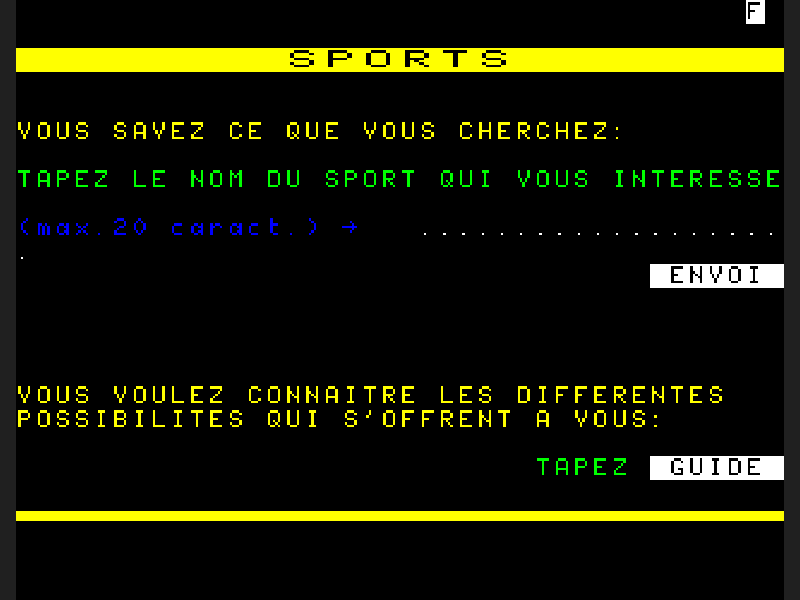 F
SPORTS
VOUS SAVEZ CE QUE VOUS CHERCHEZ:
TAPEZ LE NOM DU SPORT QUI VOUS INTERESSE
(max.20 caract.) → ...................
.
ENVOI
VOUS VOULEZ CONNAITRE LES DIFFERENTES
POSSIBILITES QUI S'OFFRENT A VOUS:
TAPEZ GUIDE